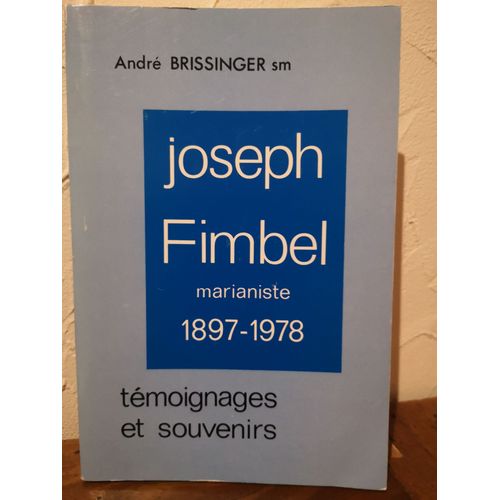 André BRISSINGER sm
joseph
Fimbel
marianiste
1897-1978
témoignages
et souvenirs